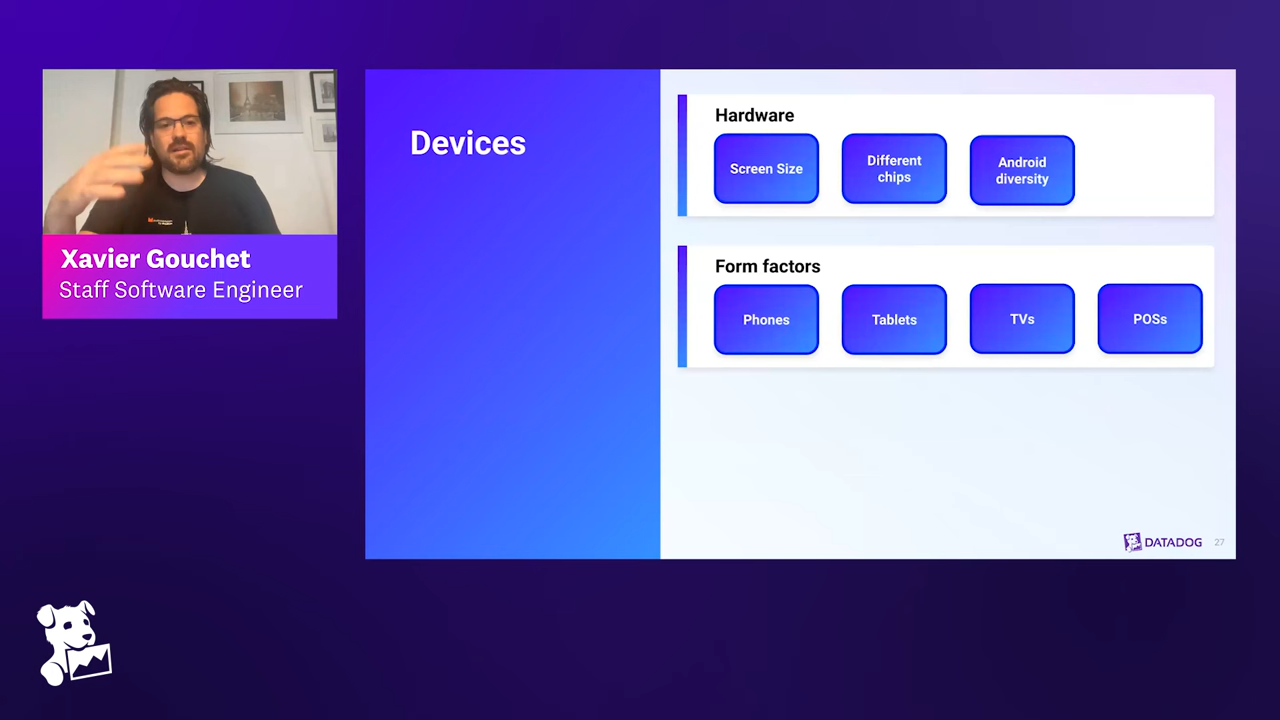 Xavier Gouchet
Staff Software Engineer
Devices
Hardware
Screen Size
Different
chips
Android
diversity
Form factors
Phones
Tablets
TVs
POSs
DATADOG
27